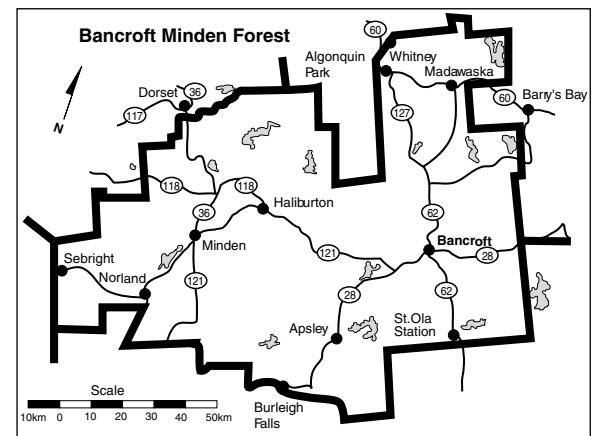 Bancroft Minden Forest
60
Algonquin
Park
Whitney
Madawaska
Dorset
36
117
N
60
Barry's Bay
127
118
118
Haliburton
36
62
Minden
Bancroft
Sebright
Norland
121
121
28
28
62
Apsley
St.Ola
Station
Scale
10km 0 10 20 30 40 50km
Burleigh
Falls